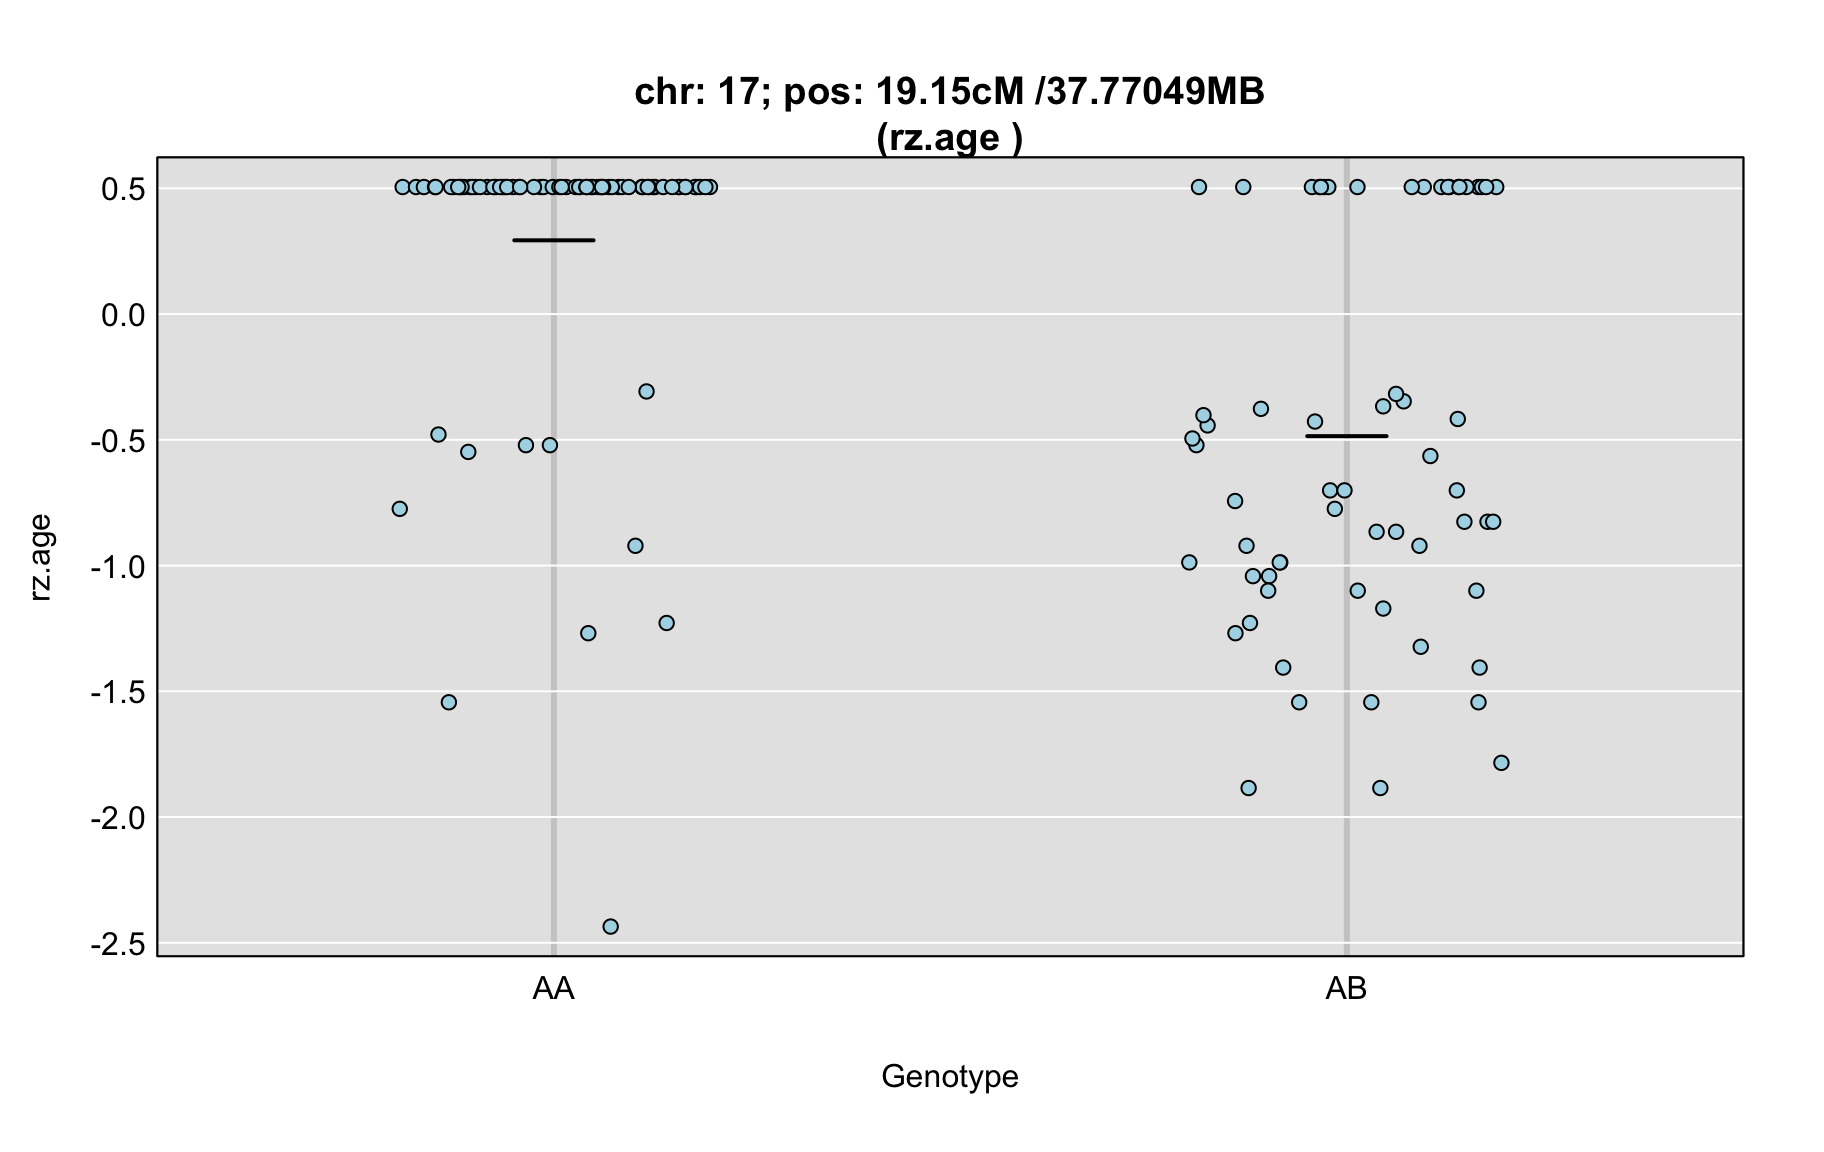 chr: 17; pos: 19.15cM /37.77049MB
(rz.age )
0.5
0.0
-0.5
-1.0
-1.5
-2.0
-2.5
rz.age
AA
AB
Genotype